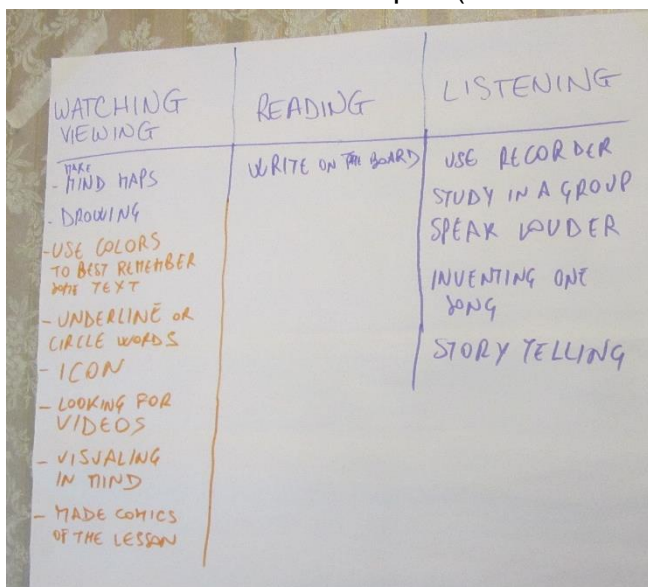 WATCHING
VIEWING
- MAKE MIND MAPS
- DROWING
- USE COLORS
TO BEST REMEMBER
SOME TEXT
- UNDERLINE OR
CIRCLE WORDS
- ICON
- LOOKING FOR
VIDEOS
- VISUALING
IN MIND
- MADE COMICS
OF THE LESSAN
READING
WRITE ON THE BOARD
LISTENING
USE RECORDER
STUDY IN A GROUP
SPEAK LOUDER
INVENTING ONE
SONG
STORY TELLING